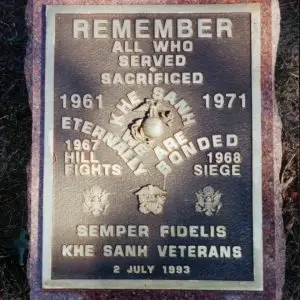 REMEMBER
ALL WHO
SERVED
SACRIFICED
1961 1971
KHE SANH
WE ARE
ETERNALLY BONDED
1967
HILL
FIGHTS
1968
SIEGE
SEMPER FIDELIS
KHE SANH VETERANS
2 JULY 1993